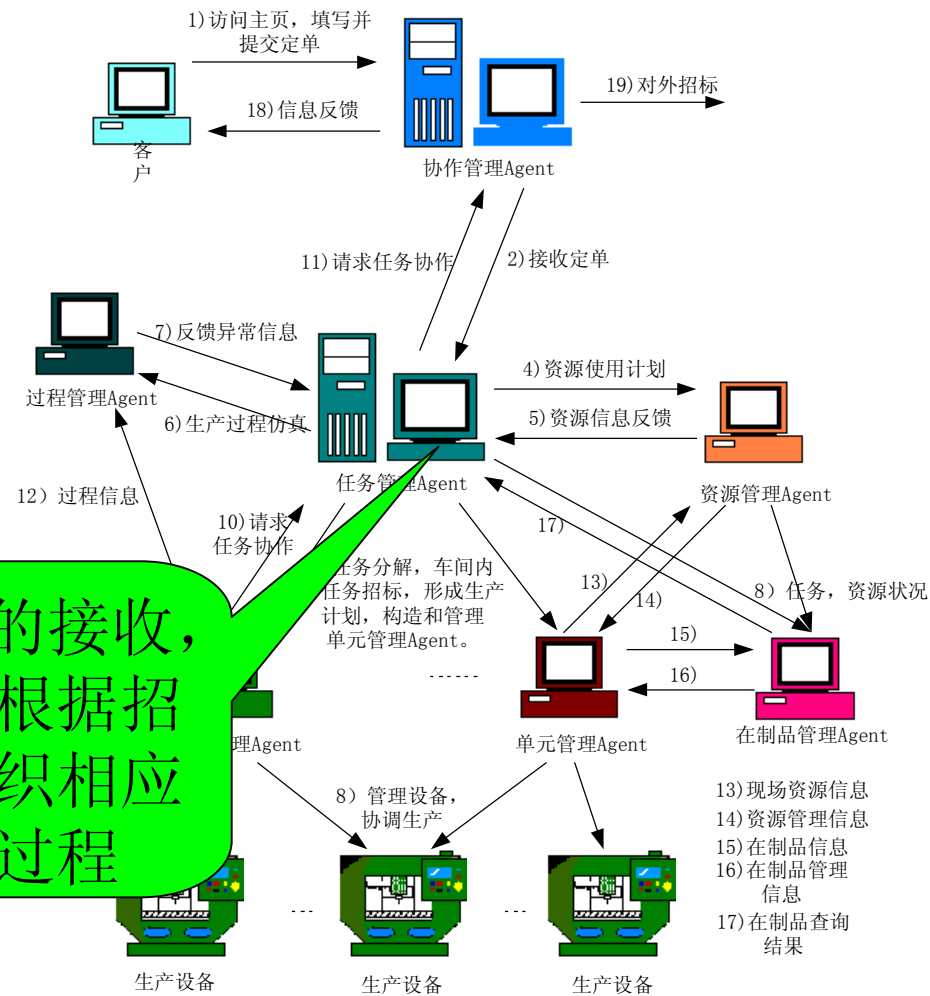 1)访问主页，填写并
提交定单
19)对外招标
18)信息反馈
客
户
协作管理Agent
11)请求任务协作
2)接收定单
7)反馈异常信息
4)资源使用计划
过程管理Agent
6)生产过程仿真
5)资源信息反馈
任务管理Agent
资源管理Agent
12）过程信息
10)请求
任务协作
17)
任务分解，车间内
任务招标，形成生产
计划，构造和管理
单元管理Agent。
13)
14)
8）任务，资源状况
15)
16)
······
的接收，
根据招
织相应
过程
理Agent
单元管理Agent
在制品管理Agent
8）管理设备，
协调生产
13)现场资源信息
14)资源管理信息
15)在制品信息
16)在制品管理
信息
17)在制品查询
结果
...
...
生产设备
生产设备
生产设备